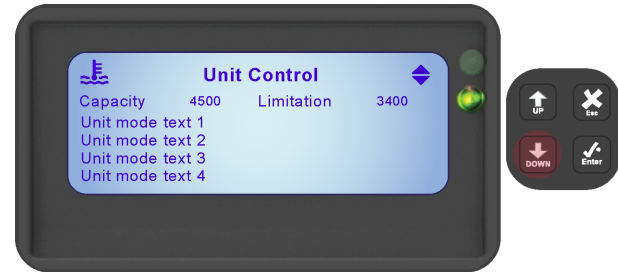 Unit Control
Capacity 4500 Limitation 3400
Unit mode text 1
Unit mode text 2
Unit mode text 3
Unit mode text 4
UP
Esc
DOWN
Enter